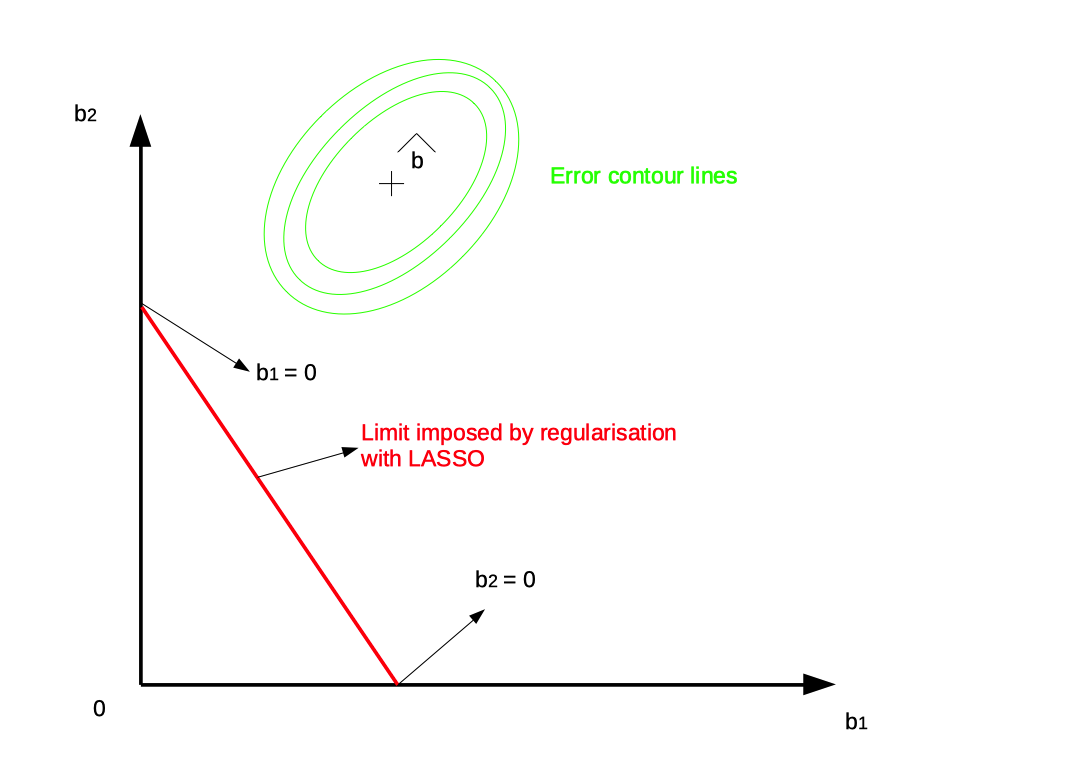 b2
b
Error contour lines
b1 = 0
Limit imposed by regularisation
with LASSO
b2 = 0
0
b1